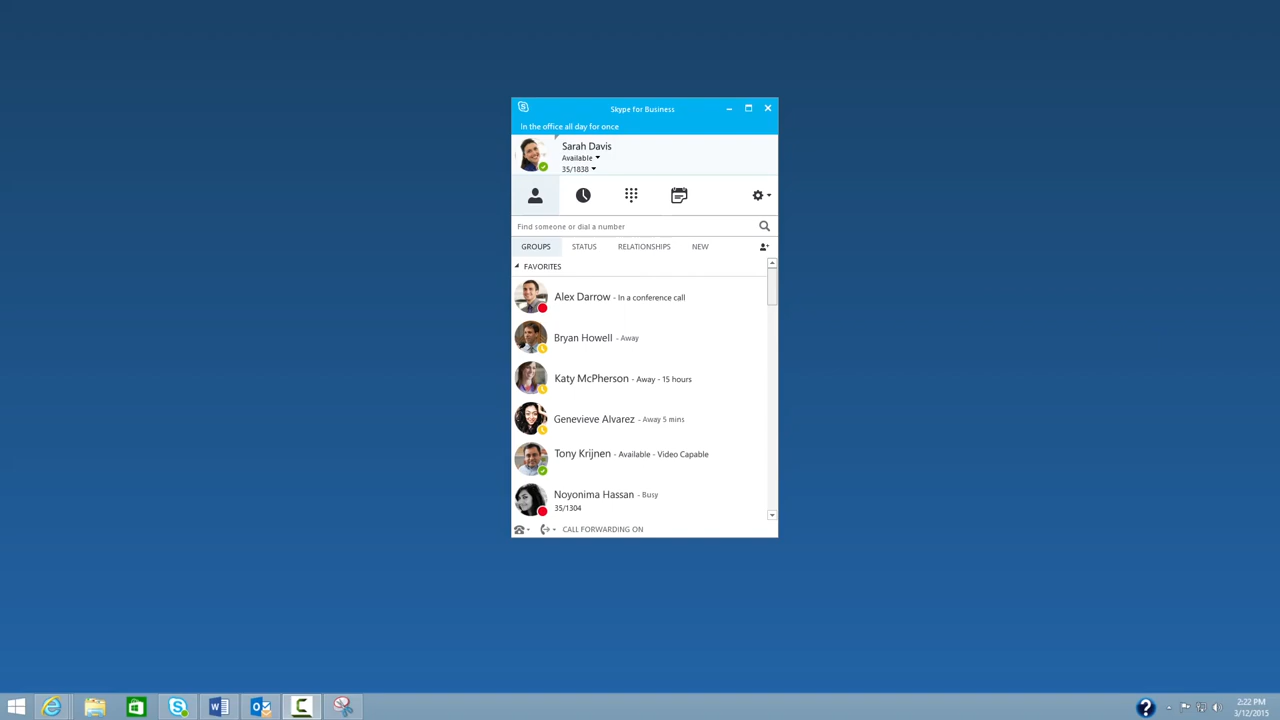 Skype for Business
In the office all day for once
Sarah Davis
Available
35/1838
Find someone or dial a number
GROUPS STATUS RELATIONSHIPS NEW
FAVORITES
Alex Darrow - In a conference call
Bryan Howell - Away
Katy McPherson - Away - 15 hours
Genevieve Alvarez - Away 5 mins
Tony Krijnen - Available - Video Capable
Noyonima Hassan - Busy
35/1304
CALL FORWARDING ON
2:22 PM
3/12/2015